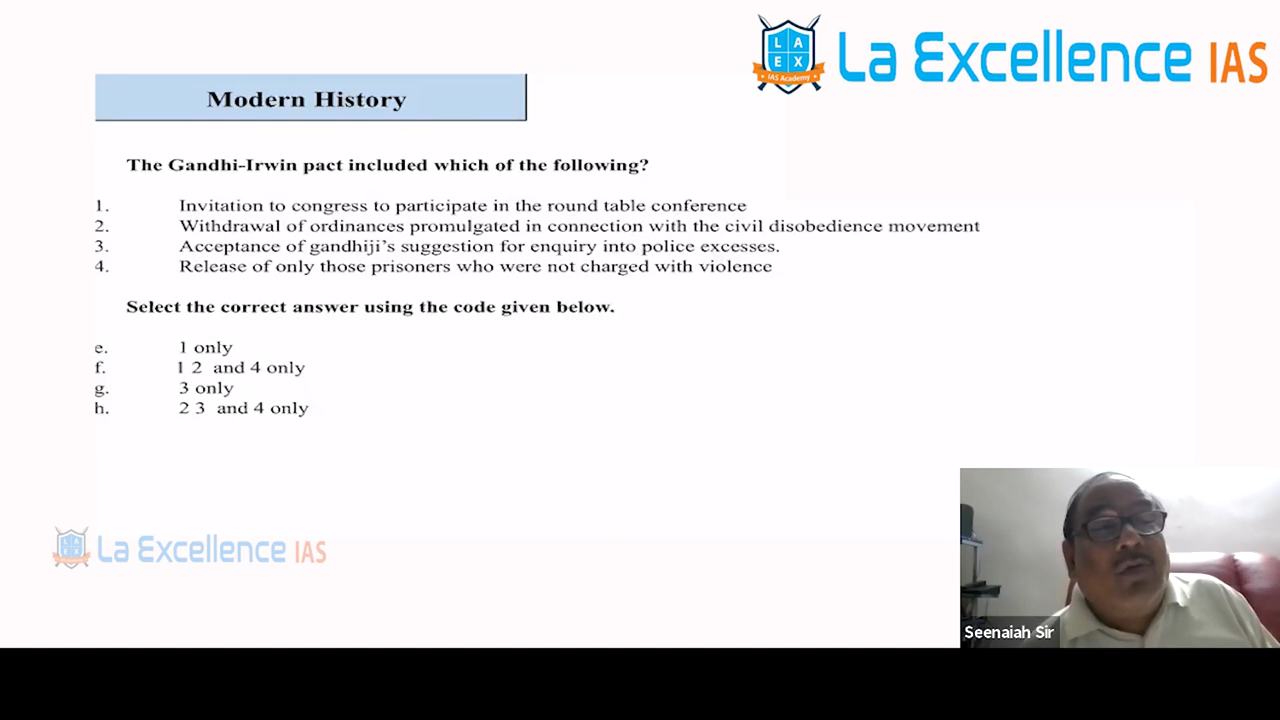 L A
E X
IAS Academy
La Excellence IAS
Modern History
The Gandhi-Irwin pact included which of the following?
1. Invitation to congress to participate in the round table conference
2. Withdrawal of ordinances promulgated in connection with the civil disobedience movement
3. Acceptance of gandhiji's suggestion for enquiry into police excesses.
4. Release of only those prisoners who were not charged with violence
Select the correct answer using the code given below.
e. 1 only
f. 1 2 and 4 only
g. 3 only
h. 2 3 and 4 only
L A
E X
La Excellence IAS
Seenaiah Sir